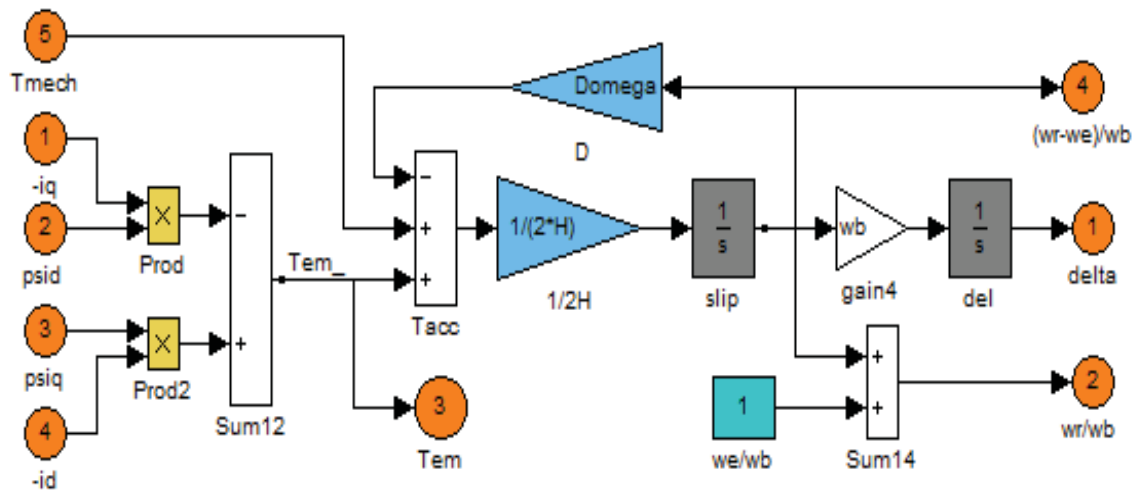 5
Tmech
Domega
D
4
(wr-we)/wb
1
-iq
2
psid
×
Prod
−
+
Tem_
3
psiq
4
-id
×
Prod2
Sum12
−
+
+
Tacc
1/(2*H)
1/2H
1
s
slip
wb
gain4
1
s
del
1
delta
3
Tem
1
we/wb
+
+
Sum14
2
wr/wb